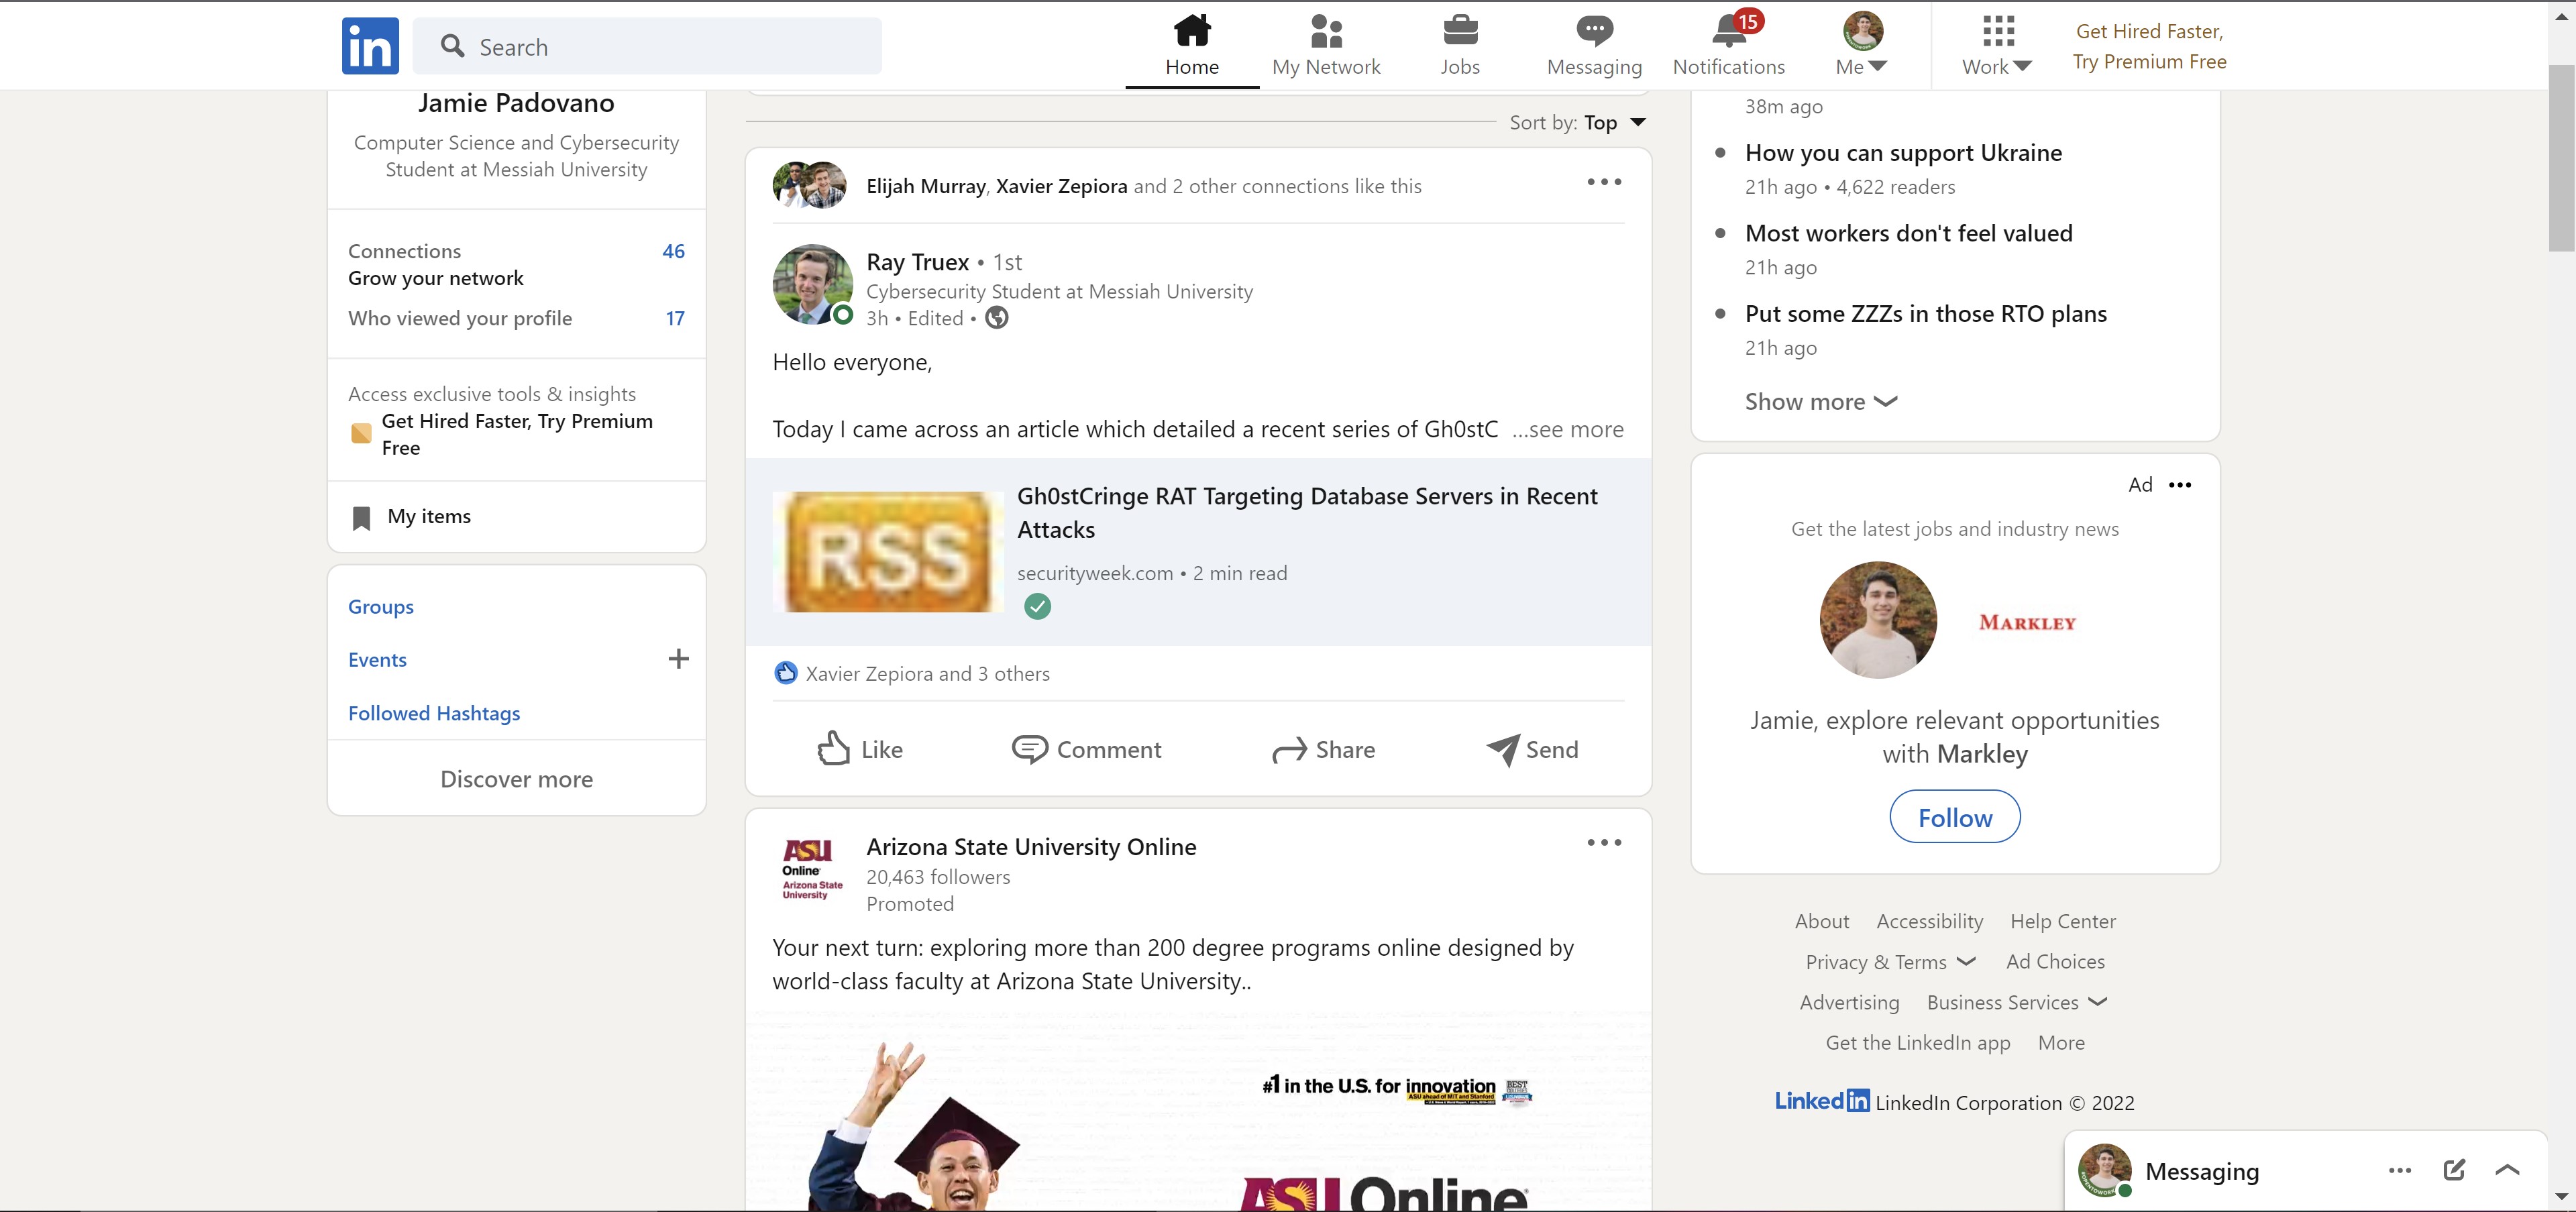 in
Search
Home
My Network
Jobs
Messaging
15
Notifications
Me
Work
Get Hired Faster,
Try Premium Free
Jamie Padovano
Computer Science and Cybersecurity
Student at Messiah University
Connections 46
Grow your network
Who viewed your profile 17
Access exclusive tools & insights
Get Hired Faster, Try Premium
Free
My items
Groups
Events
Followed Hashtags
Discover more
Sort by: Top
Elijah Murray, Xavier Zepiora and 2 other connections like this
Ray Truex • 1st
Cybersecurity Student at Messiah University
3h • Edited •
Hello everyone,
Today I came across an article which detailed a recent series of Gh0stC ...see more
RSS
Gh0stCringe RAT Targeting Database Servers in Recent
Attacks
securityweek.com • 2 min read
Xavier Zepiora and 3 others
Like
Comment
Share
Send
ASU
Online
Arizona State
University
Arizona State University Online
20,463 followers
Promoted
Your next turn: exploring more than 200 degree programs online designed by
world-class faculty at Arizona State University..
#1 in the U.S. for innovation
ASU ahead of MIT and Stanford
BEST
ASU Online
38m ago
How you can support Ukraine
21h ago • 4,622 readers
Most workers don't feel valued
21h ago
Put some ZZZs in those RTO plans
21h ago
Show more
Ad
Get the latest jobs and industry news
MARKLEY
Jamie, explore relevant opportunities
with Markley
Follow
About Accessibility Help Center
Privacy & Terms Ad Choices
Advertising Business Services
Get the LinkedIn app More
LinkedIn LinkedIn Corporation © 2022
Messaging